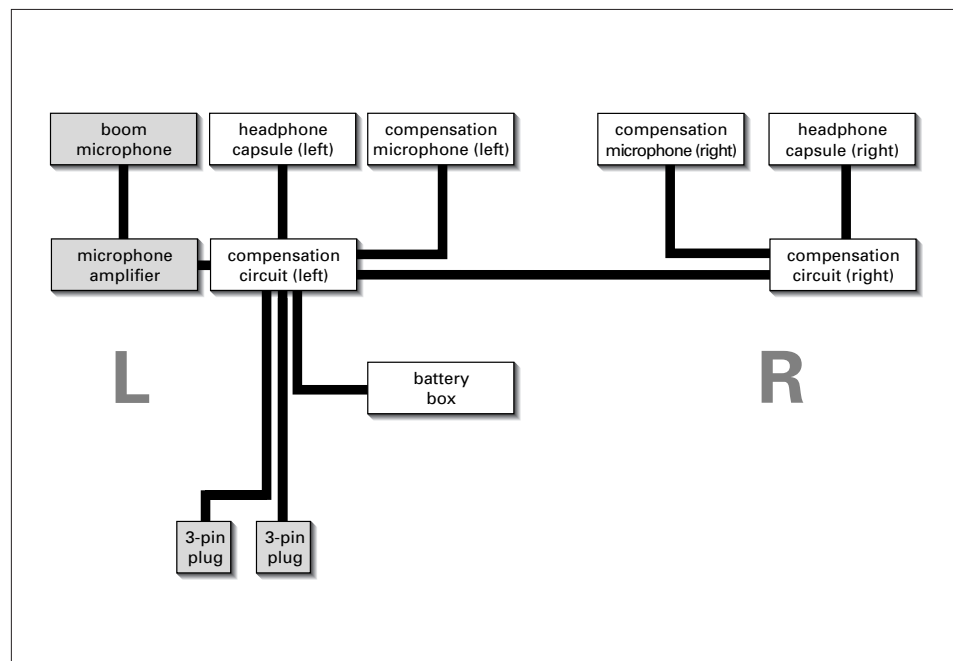 boom
microphone
headphone
capsule (left)
compensation
microphone (left)
compensation
microphone (right)
headphone
capsule (right)
microphone
amplifier
compensation
circuit (left)
compensation
circuit (right)
L
R
battery
box
3-pin
plug
3-pin
plug